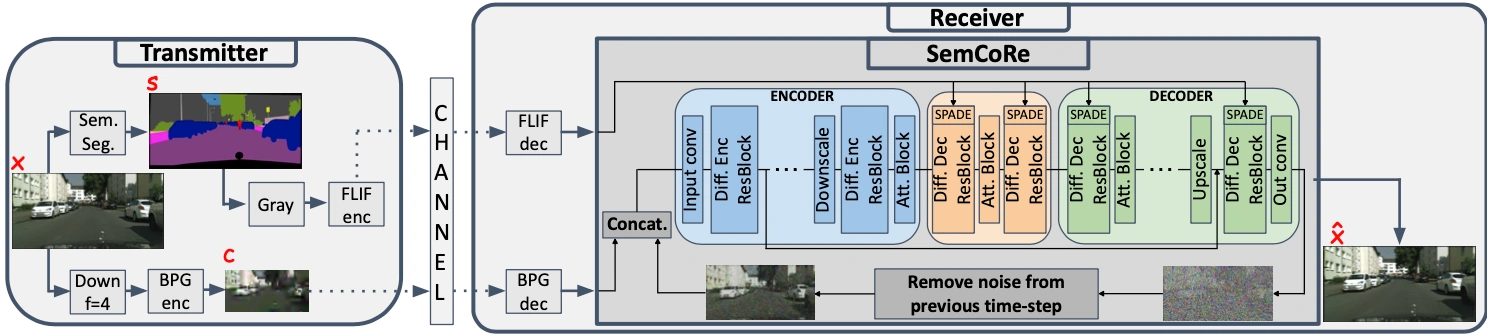 Transmitter
S
Sem.
Seg.
X
Gray
FLIF
enc
Down
f=4
BPG
enc
C
CHANNEL
Receiver
SemCoRe
FLIF
dec
BPG
dec
Concat.
ENCODER
Input conv
Diff. Enc
ResBlock
Downscale
Diff. Enc
ResBlock
Att. Block
SPADE
Diff. Dec
ResBlock
Att. Block
SPADE
Diff. Dec
ResBlock
DECODER
SPADE
Diff. Dec
ResBlock
Att. Block
Upscale
SPADE
Diff. Dec
ResBlock
Out conv
Remove noise from
previous time-step
X̂